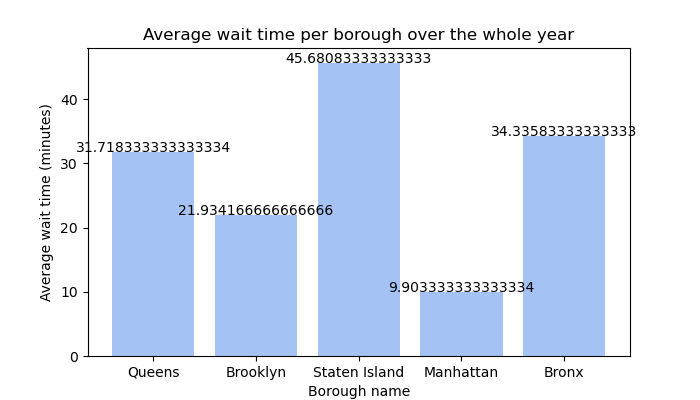 Average wait time per borough over the whole year
45.68083333333333
34.33583333333333
31.718333333333334
21.934166666666666
9.903333333333334
Average wait time (minutes)
40
30
20
10
0
Queens
Brooklyn
Staten Island
Manhattan
Bronx
Borough name